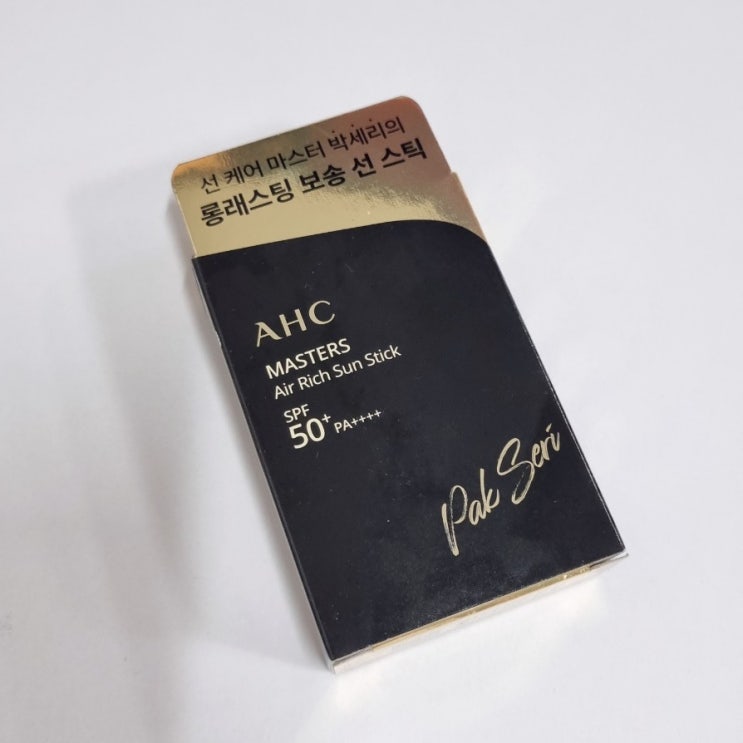 선 케어 마스터 박세리의
롱래스팅 보송 선 스틱
AHC
MASTERS
Air Rich Sun Stick
SPF
50+ PA++++
Pak Seri